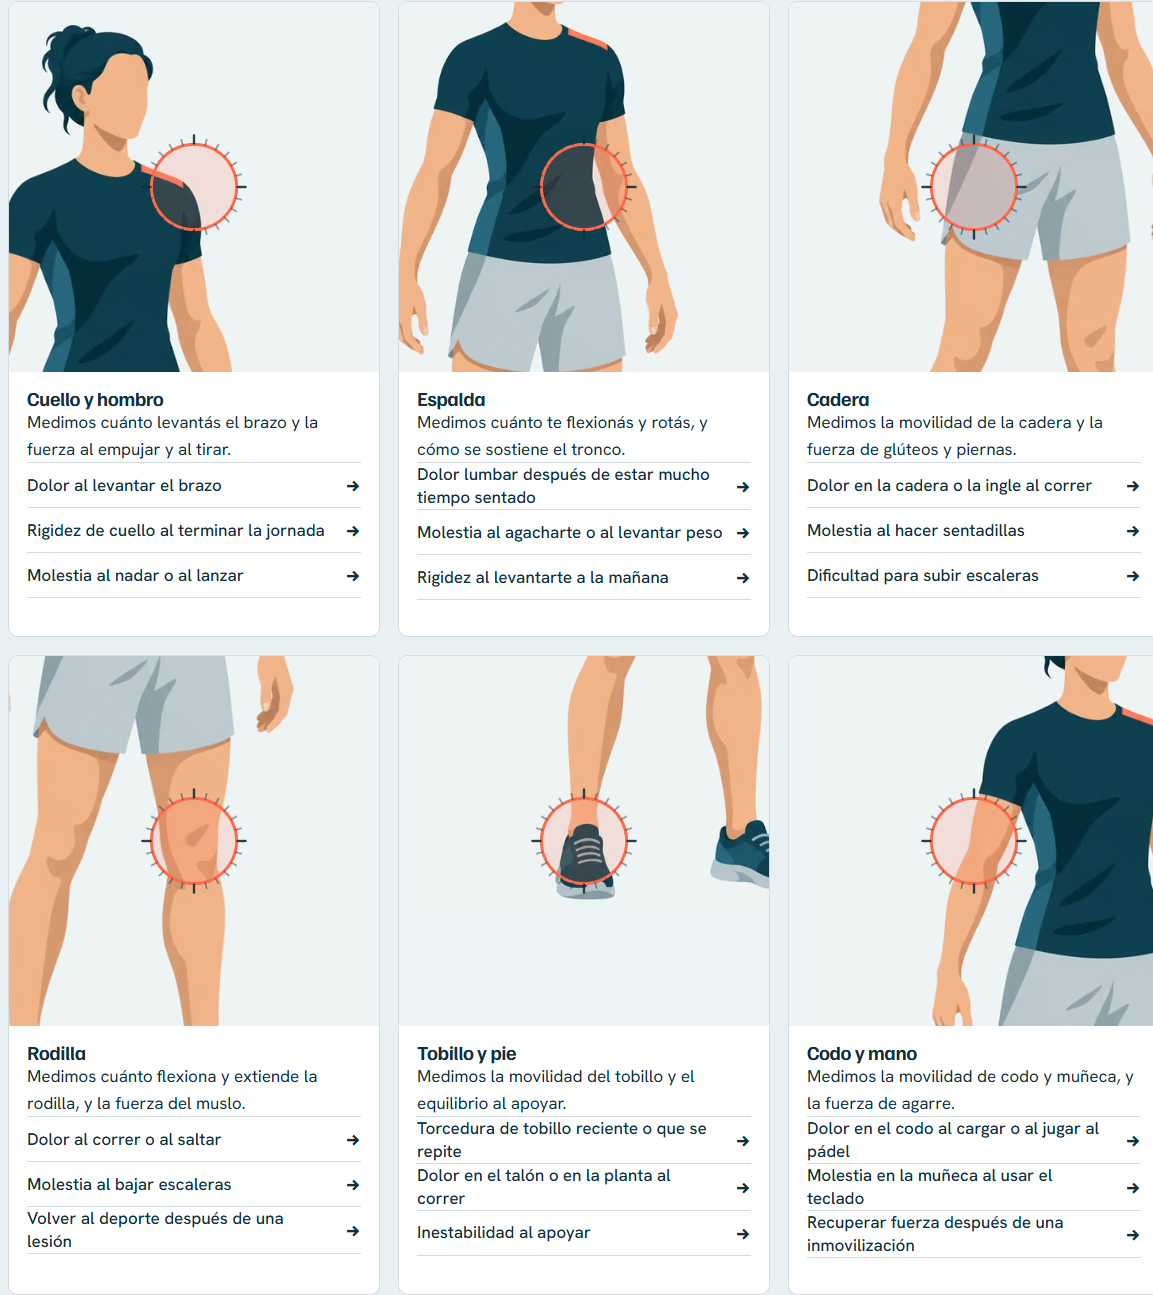 Cuello y hombro
Medimos cuánto levantás el brazo y la
fuerza al empujar y al tirar.
Dolor al levantar el brazo
Rigidez de cuello al terminar la jornada
Molestia al nadar o al lanzar
Espalda
Medimos cuánto te flexionás y rotás, y
cómo se sostiene el tronco.
Dolor lumbar después de estar mucho
tiempo sentado
Molestia al agacharte o al levantar peso
Rigidez al levantarte a la mañana
Cadera
Medimos la movilidad de la cadera y la
fuerza de glúteos y piernas.
Dolor en la cadera o la ingle al correr
Molestia al hacer sentadillas
Dificultad para subir escaleras
Rodilla
Medimos cuánto flexiona y extiende la
rodilla, y la fuerza del muslo.
Dolor al correr o al saltar
Molestia al bajar escaleras
Volver al deporte después de una
lesión
Tobillo y pie
Medimos la movilidad del tobillo y el
equilibrio al apoyar.
Torcedura de tobillo reciente o que se
repite
Dolor en el talón o en la planta al
correr
Inestabilidad al apoyar
Codo y mano
Medimos la movilidad de codo y muñeca, y
la fuerza de agarre.
Dolor en el codo al cargar o al jugar al
pádel
Molestia en la muñeca al usar el
teclado
Recuperar fuerza después de una
inmovilización